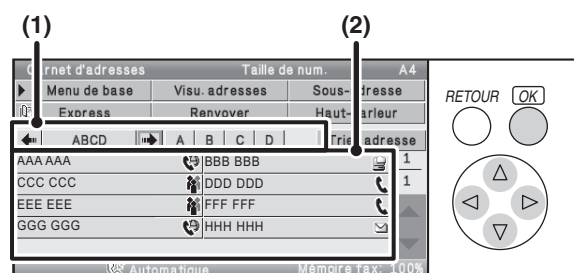 (1) (2)
Carnet d'adresses Taille de num. A4
Menu de base Visu. adresses Sous-adresse
Express Renvoyer Haut-parleur
ABCD A B C D Trier adresse
AAA AAA BBB BBB 1
CCC CCC DDD DDD 1
EEE EEE FFF FFF
GGG GGG HHH HHH
Automatique Mémoire fax: 100%
RETOUR OK